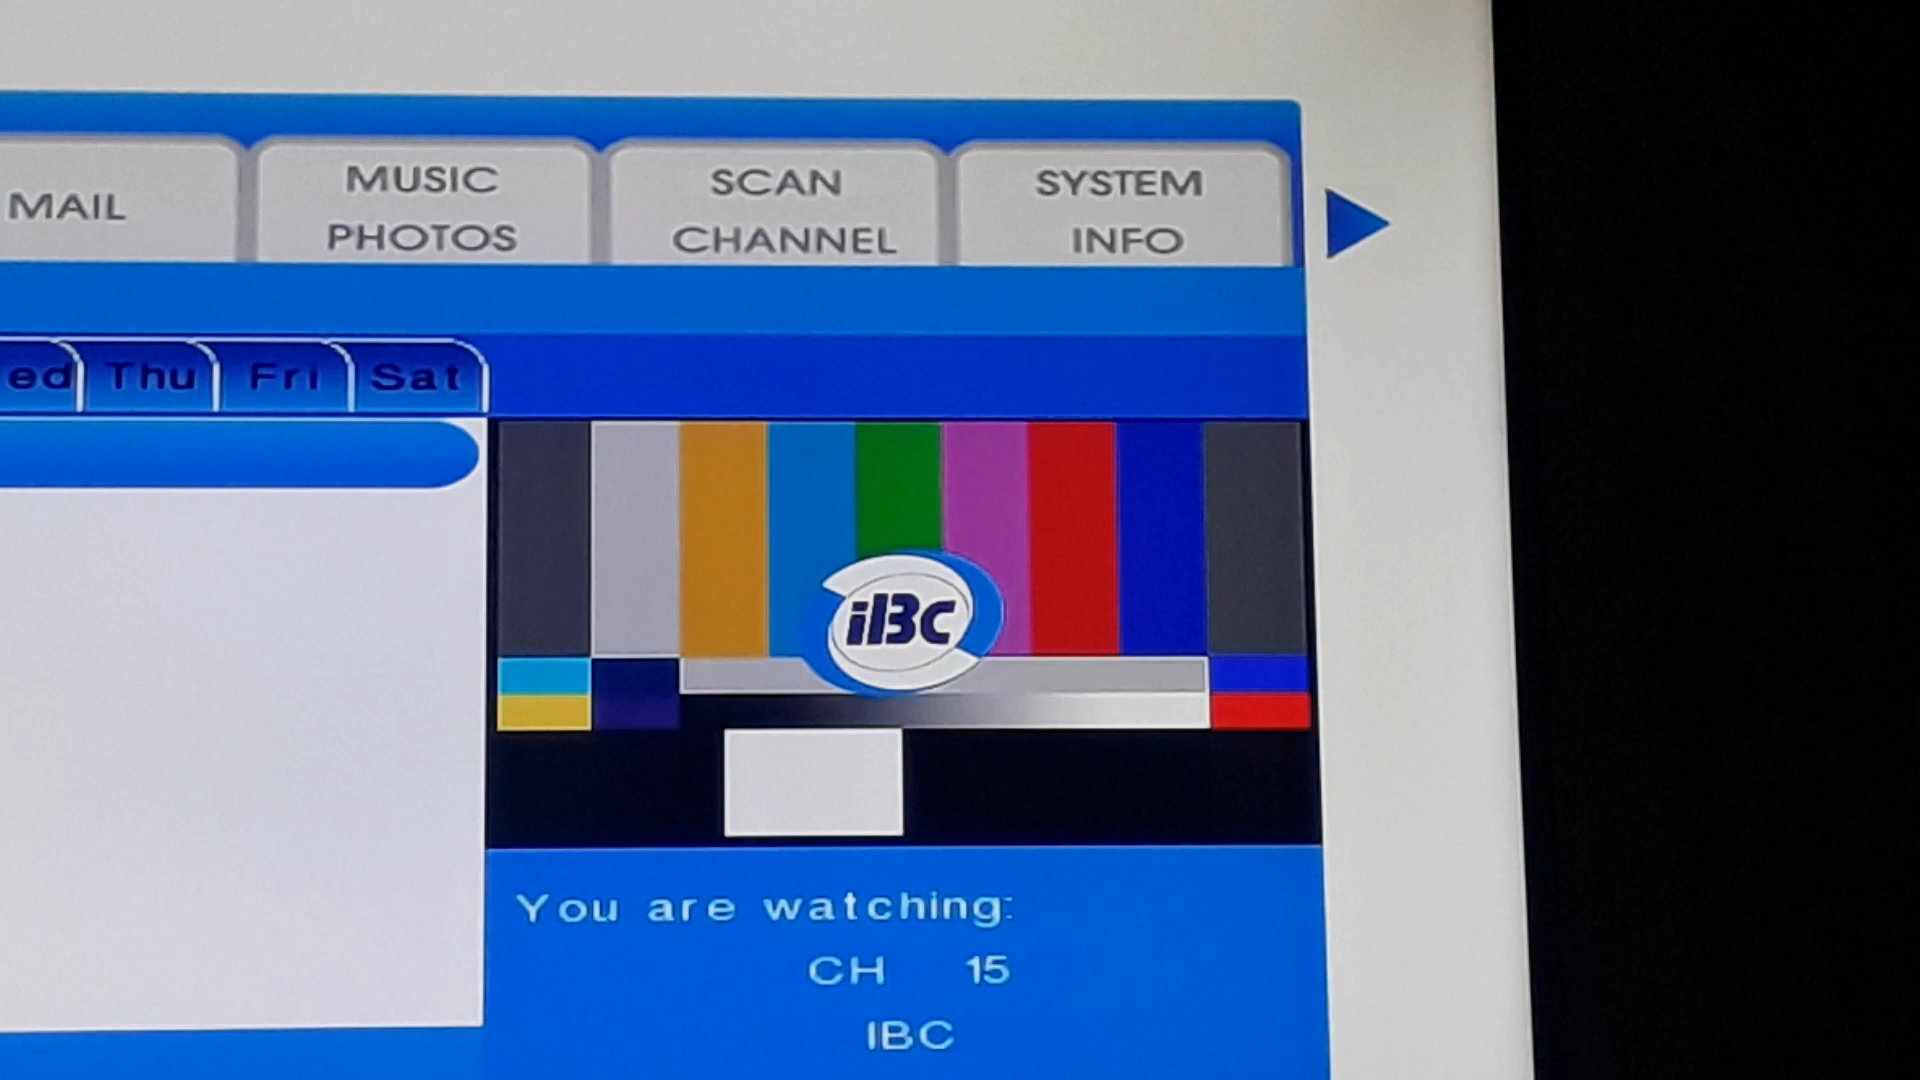 MAIL
MUSIC
PHOTOS
SCAN
CHANNEL
SYSTEM
INFO
ed
Thu
Fri
Sat
iBC
You are watching:
CH 15
IBC